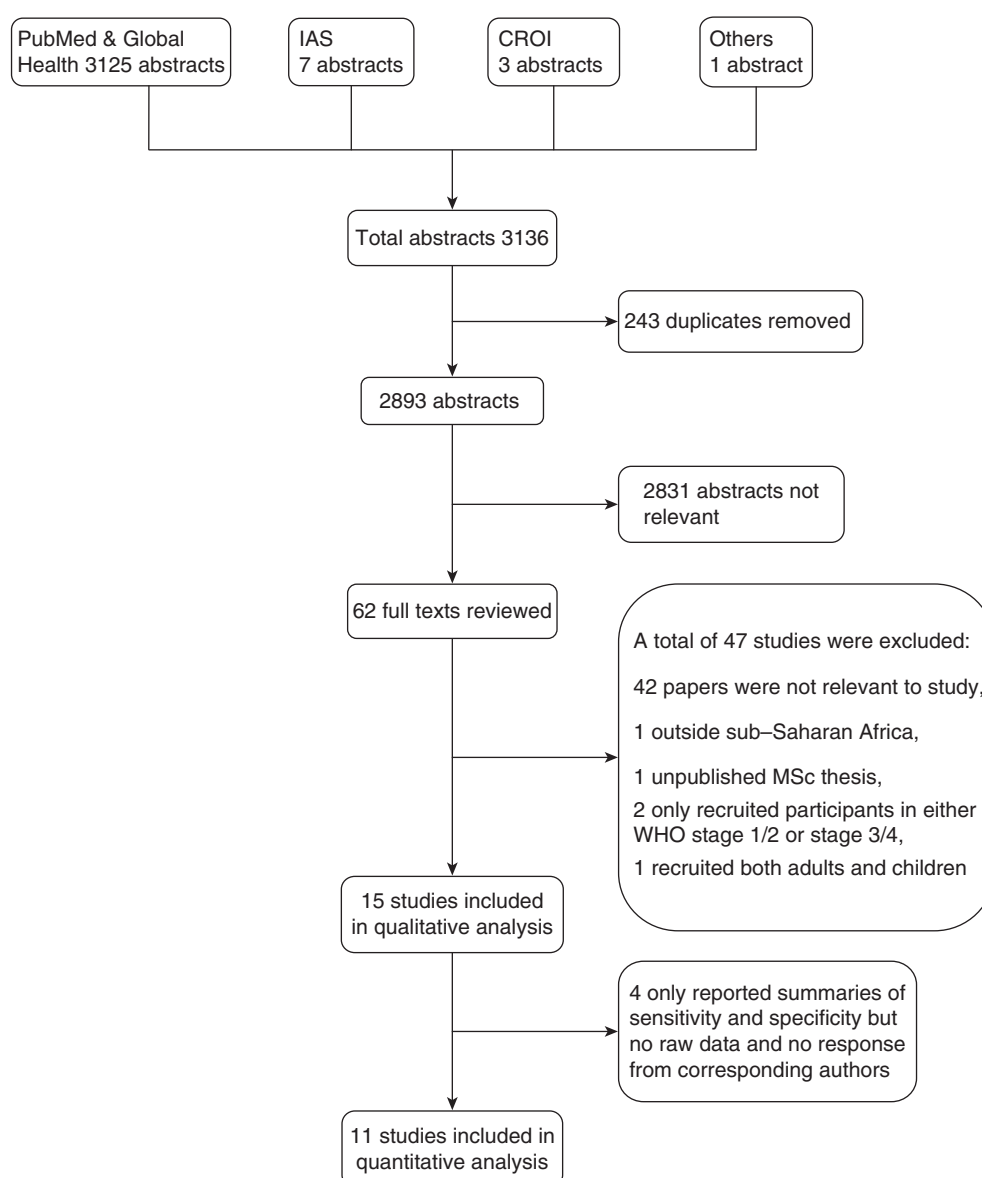 PubMed & Global
Health 3125 abstracts
IAS
7 abstracts
CROI
3 abstracts
Others
1 abstract
Total abstracts 3136
243 duplicates removed
2893 abstracts
2831 abstracts not
relevant
62 full texts reviewed
A total of 47 studies were excluded:
42 papers were not relevant to study,
1 outside sub–Saharan Africa,
1 unpublished MSc thesis,
2 only recruited participants in either
WHO stage 1/2 or stage 3/4,
1 recruited both adults and children
15 studies included
in qualitative analysis
4 only reported summaries of
sensitivity and specificity but
no raw data and no response
from corresponding authors
11 studies included in
quantitative analysis